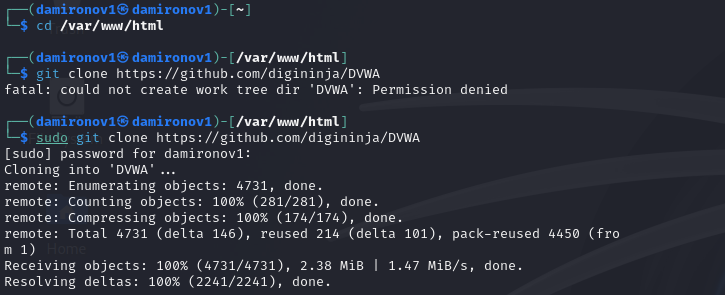 ┌──(damironov1㉿damironov1)-[~]
└─$ cd /var/www/html
┌──(damironov1㉿damironov1)-[/var/www/html]
└─$ git clone https://github.com/digininja/DVWA
fatal: could not create work tree dir 'DVWA': Permission denied
┌──(damironov1㉿damironov1)-[/var/www/html]
└─$ sudo git clone https://github.com/digininja/DVWA
[sudo] password for damironov1:
Cloning into 'DVWA'...
remote: Enumerating objects: 4731, done.
remote: Counting objects: 100% (281/281), done.
remote: Compressing objects: 100% (174/174), done.
remote: Total 4731 (delta 146), reused 214 (delta 101), pack-reused 4450 (fro
m 1)
Home
Receiving objects: 100% (4731/4731), 2.38 MiB | 1.47 MiB/s, done.
Resolving deltas: 100% (2241/2241), done.